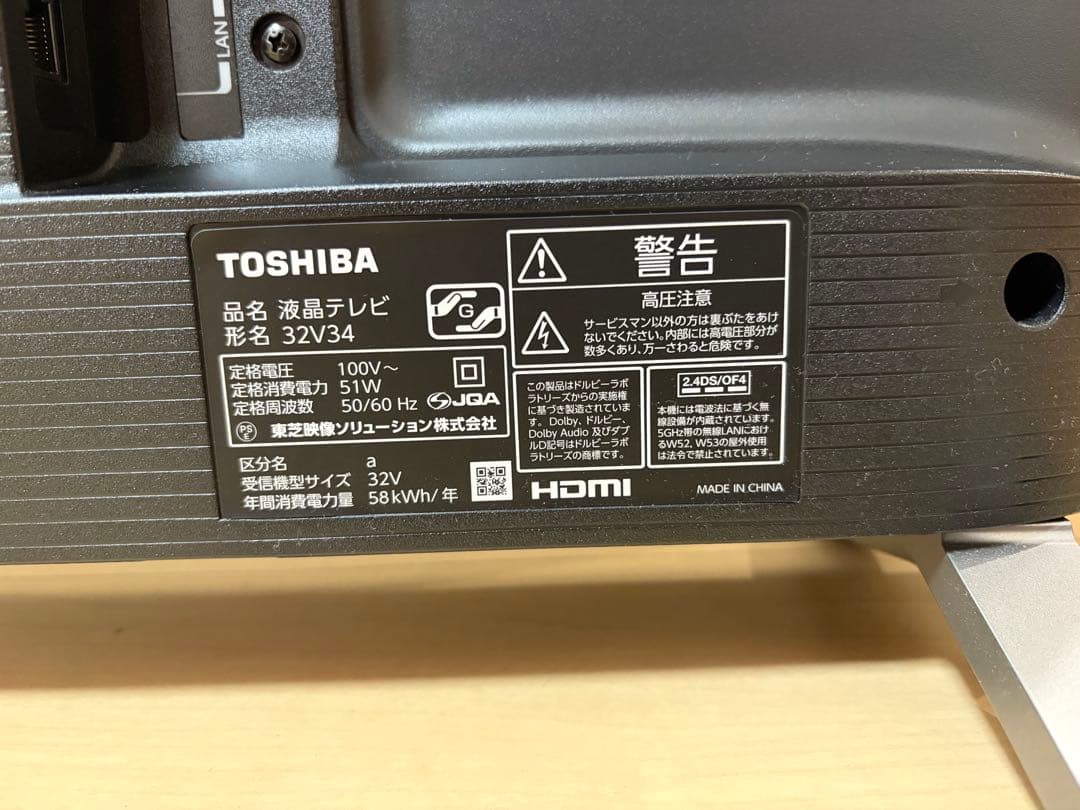 LAN
TOSHIBA
品名 液晶テレビ
形名 32V34
G
定格電圧 100V～
定格消費電力 51W
定格周波数 50/60 Hz
JQA
PS
E
東芝映像ソリューション株式会社
区分名 a
受信機型サイズ 32V
年間消費電力量 58kWh/年
警告
高圧注意
サービスマン以外の方は裏ぶたをあけ
ないでください。内部には高電圧部分が
数多くあり、万一さわると危険です。
この製品はドルビーラボ
ラトリーズからの実施権
に基づき製造されていま
す。Dolby、ドルビー、
Dolby Audio 及びダブ
ルD記号はドルビーラボ
ラトリーズの商標です。
2.4DS/OF4
本機には電波法に基づく無
線設備が内蔵されています。
5GHz帯の無線LANにおけ
るW52、W53の屋外使用
は法令で禁止されています。
HDMI
MADE IN CHINA